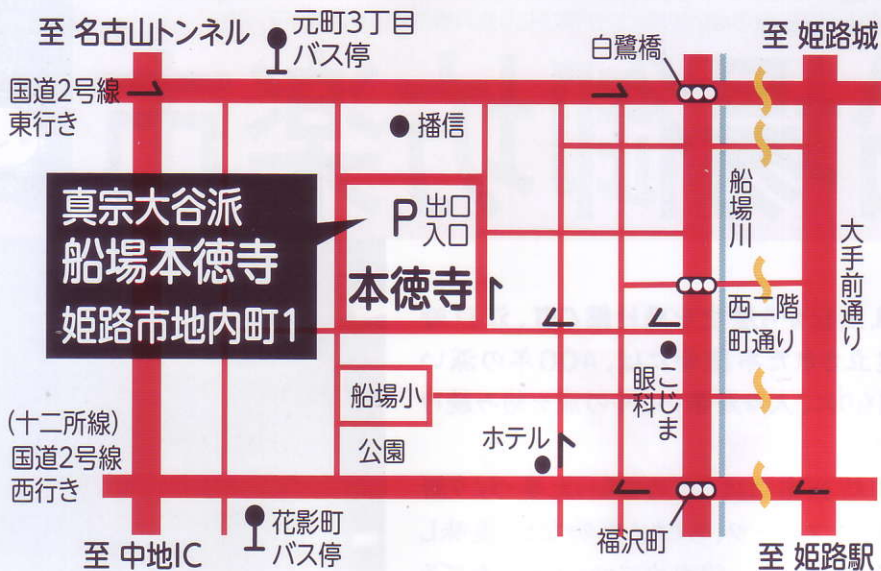 至 名古山トンネル
元町3丁目
バス停
白鷺橋
至 姫路城
国道2号線
東行き
播信
真宗大谷派
船場本徳寺
姫路市地内町1
P 出口
入口
本徳寺
船場川
大手前通り
西二階
町通り
こじま
眼科
船場小
公園
ホテル
(十二所線)
国道2号線
西行き
花影町
バス停
福沢町
至 中地IC
至 姫路駅